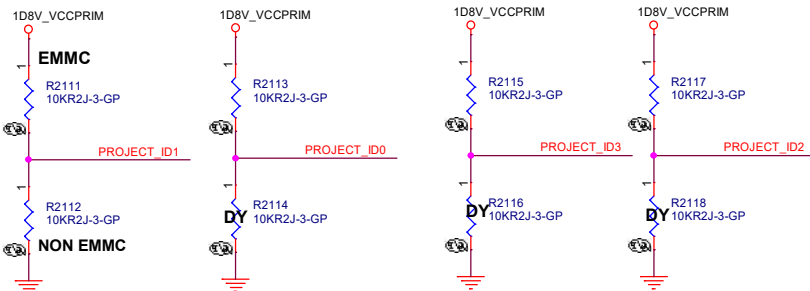 1D8V_VCCPRIM
1
EMMC
R2111
10KR2J-3-GP
PROJECT_ID1
1
R2112
10KR2J-3-GP
NON EMMC
1D8V_VCCPRIM
1
R2113
10KR2J-3-GP
PROJECT_ID0
1
R2114
DY
10KR2J-3-GP
1D8V_VCCPRIM
1
R2115
10KR2J-3-GP
PROJECT_ID3
1
R2116
DY
10KR2J-3-GP
1D8V_VCCPRIM
1
R2117
10KR2J-3-GP
PROJECT_ID2
1
R2118
DY
10KR2J-3-GP